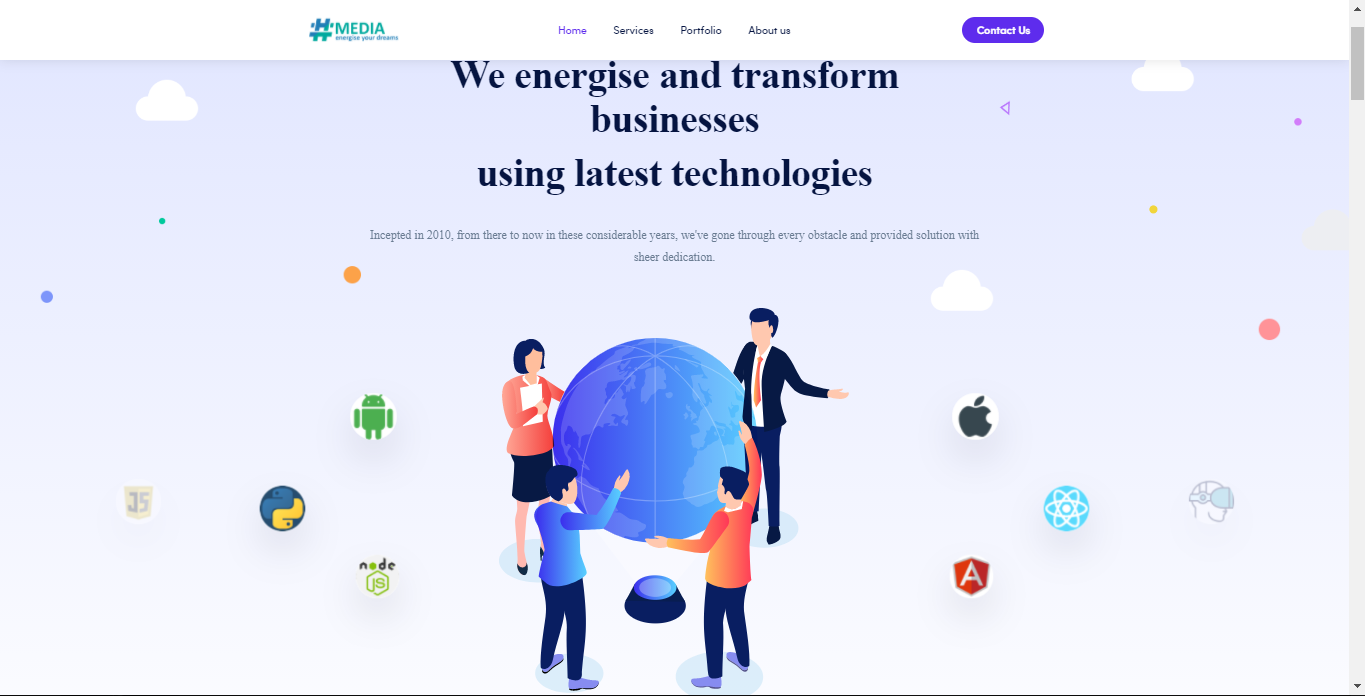 #MEDIA
energise your dreams
Home Services Portfolio About us
Contact Us
We energise and transform
businesses
using latest technologies
Incepted in 2010, from there to now in these considerable years, we've gone through every obstacle and provided solution with
sheer dedication.
JS
node
JS
A